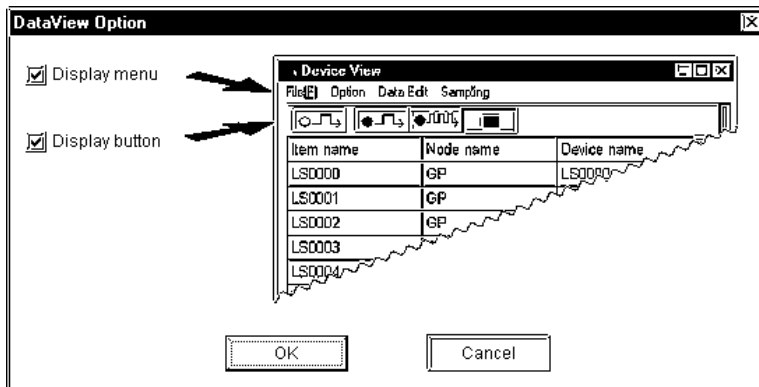 DataView Option
Display menu
Display button
Device View
File(F) Option Data Edit Sampling
Item name Node name Device name
LS0000 GP LS0000
LS0001 GP
LS0002 GP
LS0003
LS0004
OK Cancel